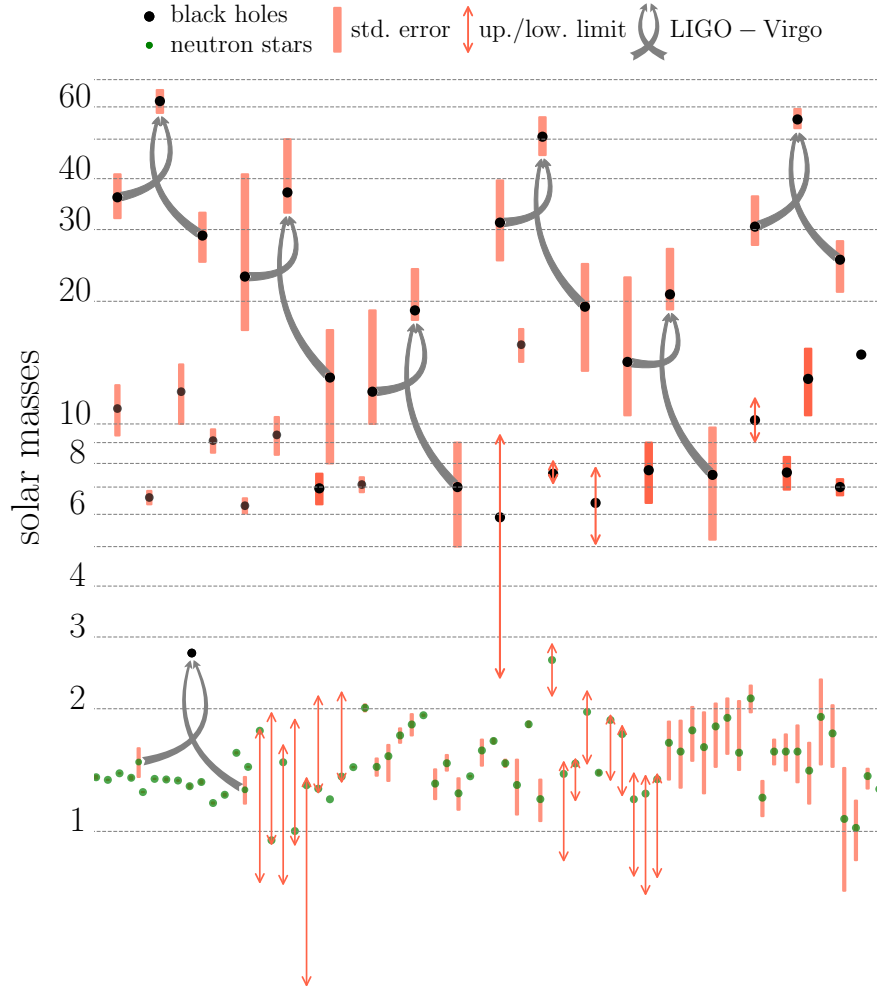 black holes
neutron stars
std. error
up./low. limit
LIGO – Virgo
60
40
30
20
10
8
6
4
3
2
1
solar masses